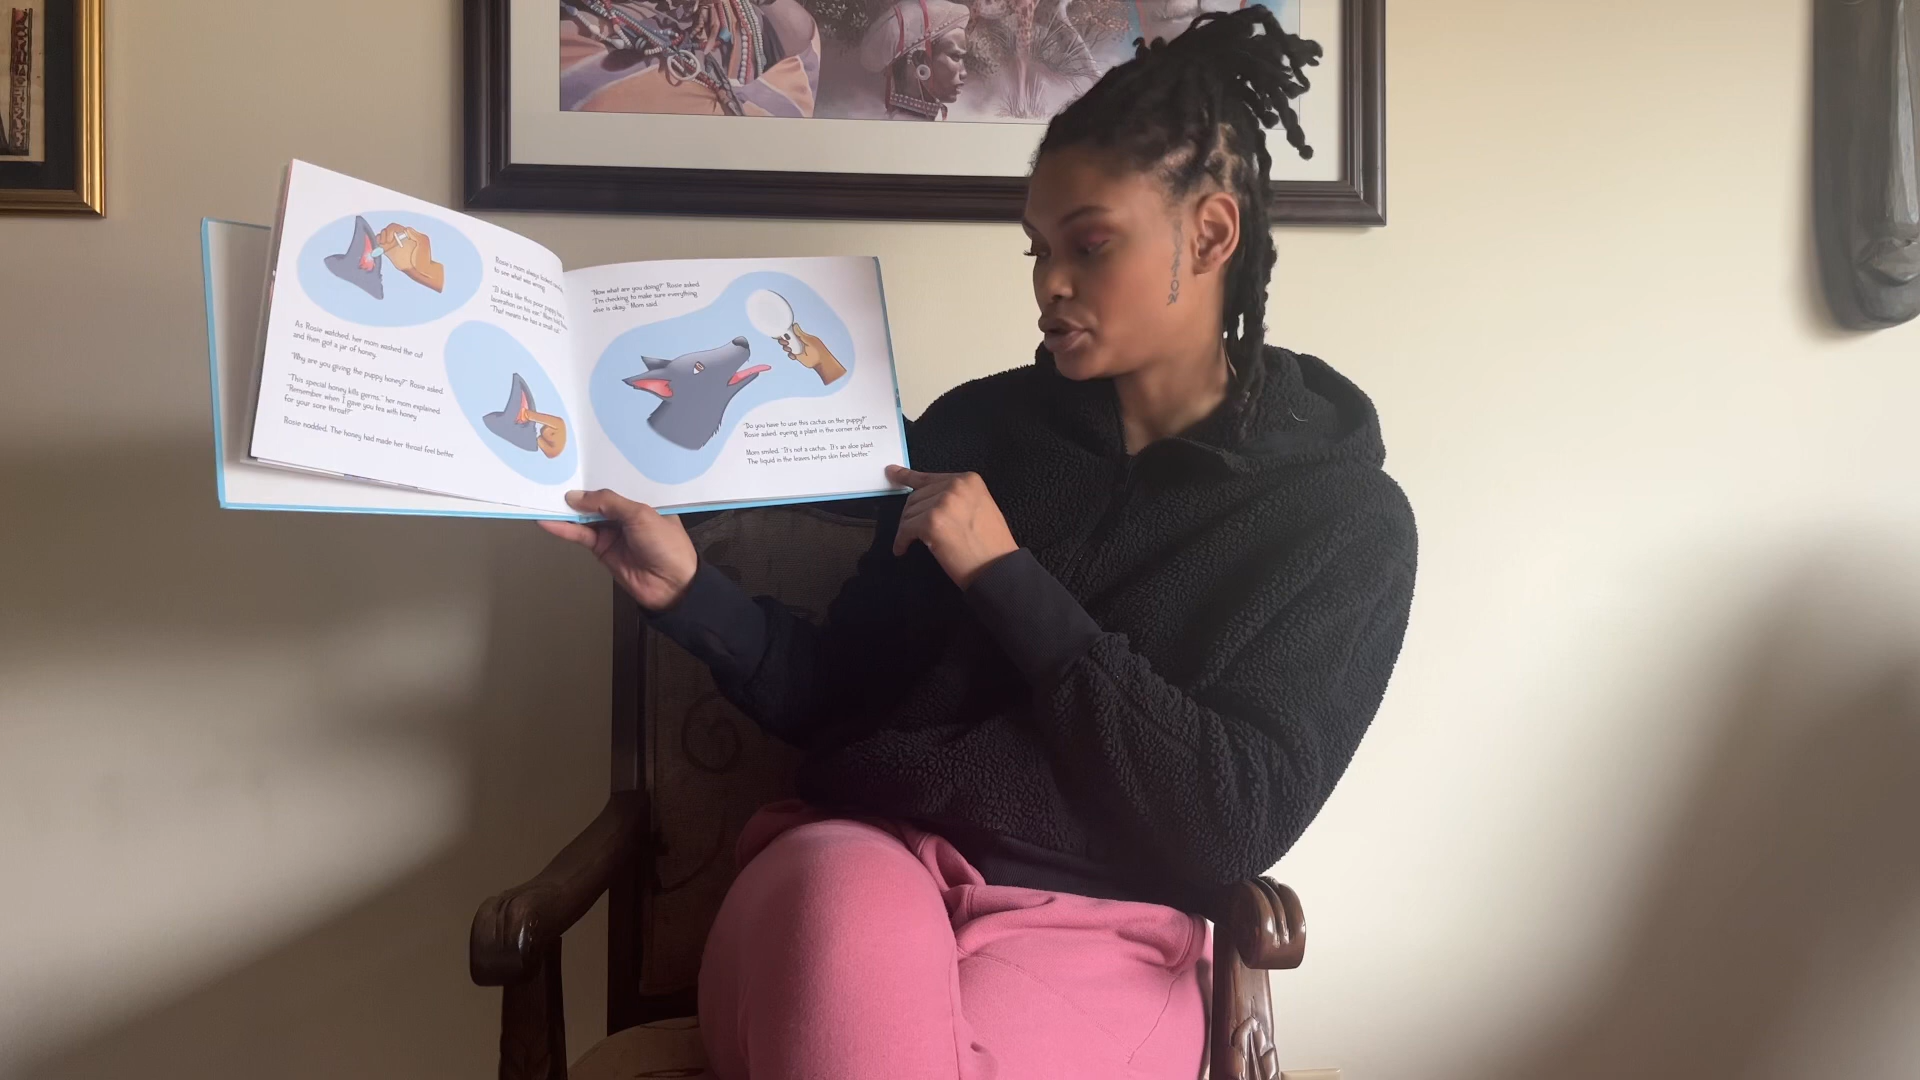 Rosie's mom always looked
to see what was wrong.
"It looks like this poor puppy has a
laceration on his ear," Mom told
"That means he has a small cut."
As Rosie watched, her mom washed the cut
and then got a jar of honey.
"Why are you giving the puppy honey?" Rosie asked.
"This special honey kills germs," her mom explained.
"Remember when I gave you tea with honey
for your sore throat?"
Rosie nodded. The honey had made her throat feel better.
"Now what are you doing?" Rosie asked.
"I'm checking to make sure everything
else is okay." Mom said.
"Do you have to use this cactus on the puppy?"
Rosie asked, eyeing a plant in the corner of the room.
Mom smiled. "It's not a cactus. It's an aloe plant.
The liquid in the leaves helps skin feel better."